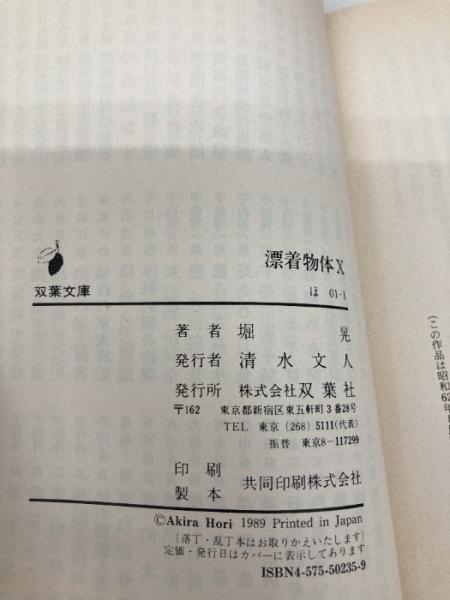 漂着物体X
双葉文庫
ほ 01-1
著者 堀 晃
発行者 清水文人
発行所 株式会社双葉社
〒162 東京都新宿区東五軒町3番28号
TEL 東京 (268) 5111(代表)
振替 東京8-117299
印刷
製本 共同印刷株式会社
©Akira Hori 1989 Printed in Japan
〔落丁・乱丁本はお取りかえいたします〕
定価・発行日はカバーに表示してあります
ISBN4-575-50235-9
(この作品は昭和62年